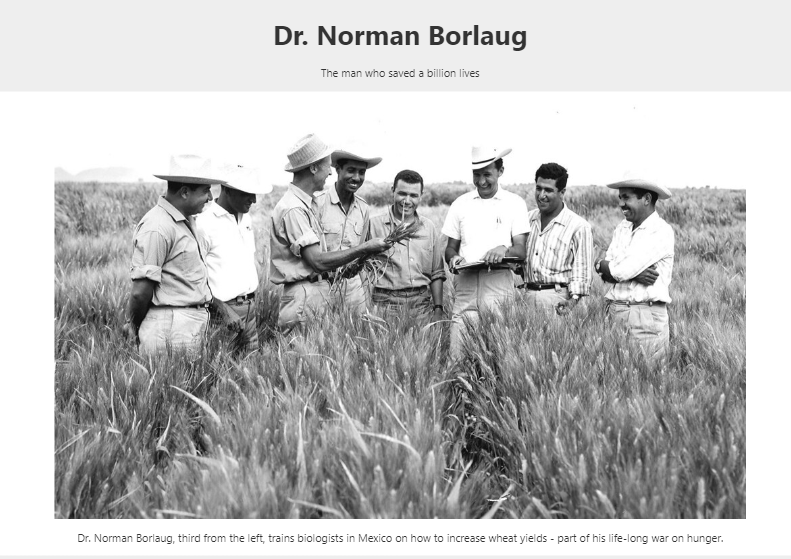 Dr. Norman Borlaug
The man who saved a billion lives
Dr. Norman Borlaug, third from the left, trains biologists in Mexico on how to increase wheat yields - part of his life-long war on hunger.